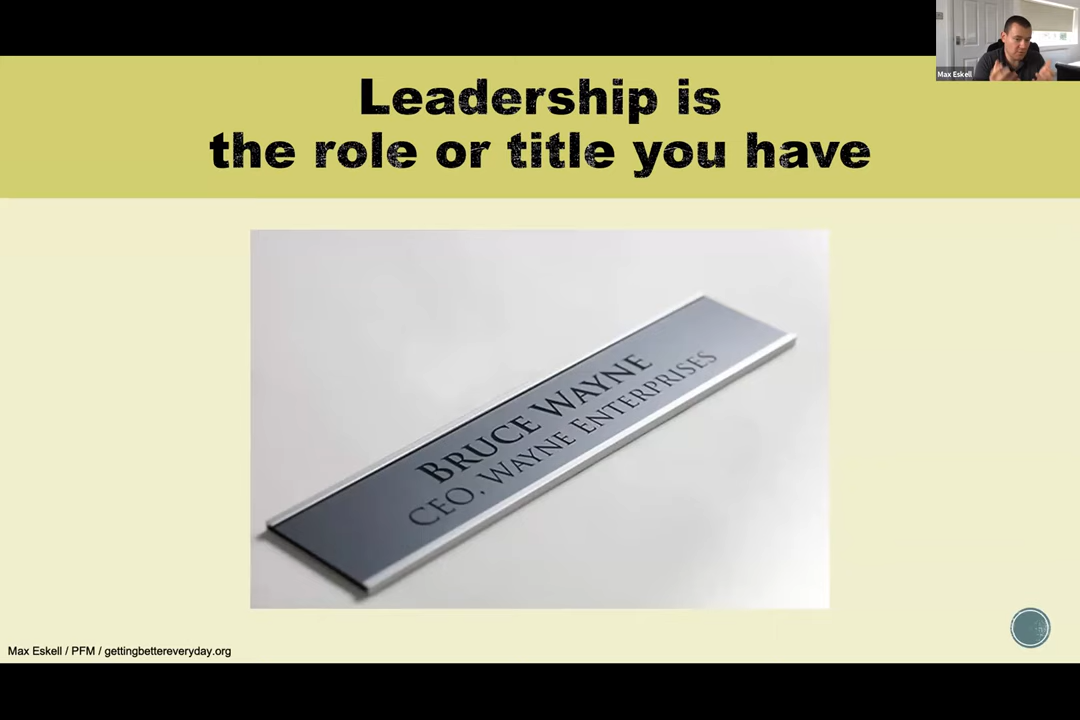 Max Eskell
Leadership is
the role or title you have
BRUCE WAYNE
CEO, WAYNE ENTERPRISES
Max Eskell / PFM / gettingbettereveryday.org